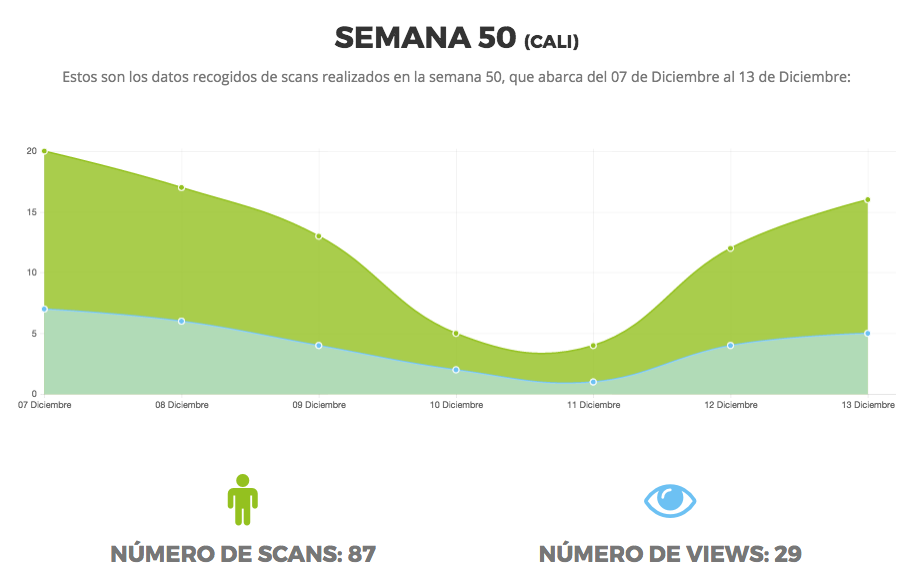 SEMANA 50 (CALI)
Estos son los datos recogidos de scans realizados en la semana 50, que abarca del 07 de Diciembre al 13 de Diciembre:
20
15
10
5
0
07 Diciembre 08 Diciembre 09 Diciembre 10 Diciembre 11 Diciembre 12 Diciembre 13 Diciembre
NÚMERO DE SCANS: 87 NÚMERO DE VIEWS: 29